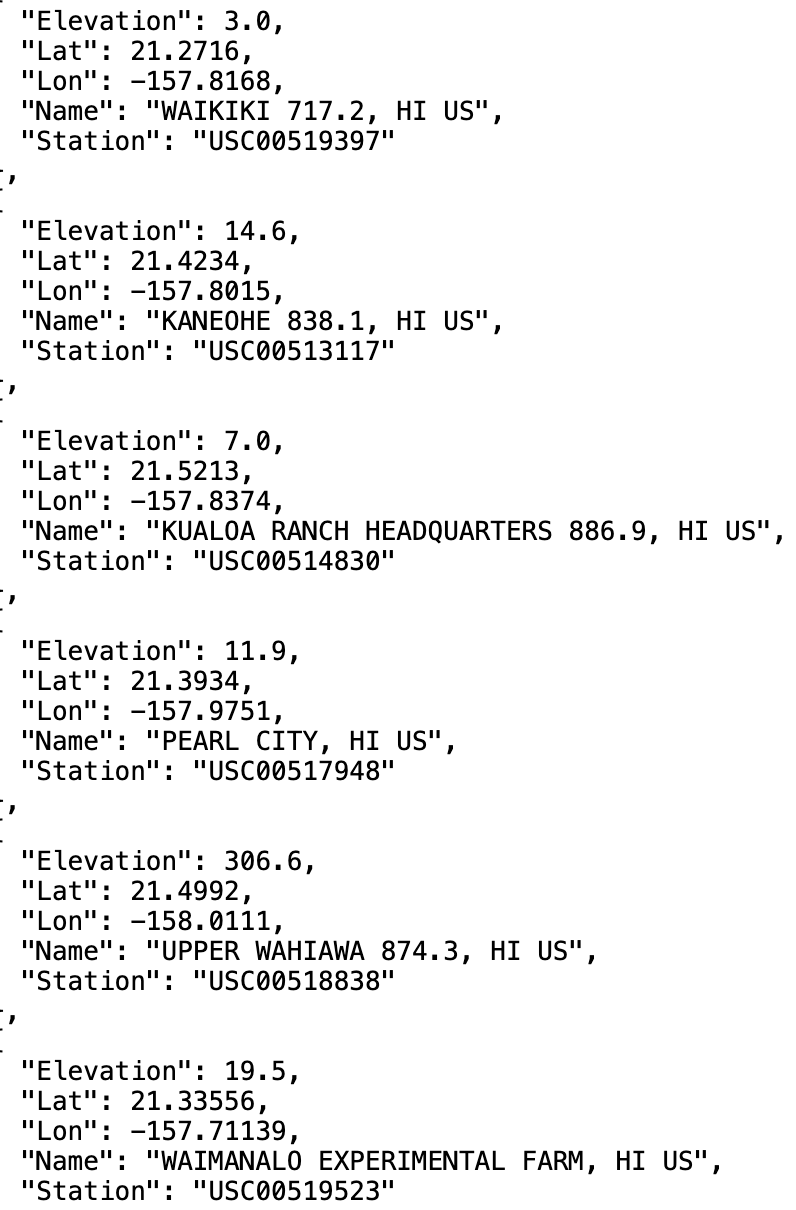 "Elevation": 3.0,
"Lat": 21.2716,
"Lon": -157.8168,
"Name": "WAIKIKI 717.2, HI US",
"Station": "USC00519397"
},
{
"Elevation": 14.6,
"Lat": 21.4234,
"Lon": -157.8015,
"Name": "KANEOHE 838.1, HI US",
"Station": "USC00513117"
},
{
"Elevation": 7.0,
"Lat": 21.5213,
"Lon": -157.8374,
"Name": "KUALOA RANCH HEADQUARTERS 886.9, HI US",
"Station": "USC00514830"
},
{
"Elevation": 11.9,
"Lat": 21.3934,
"Lon": -157.9751,
"Name": "PEARL CITY, HI US",
"Station": "USC00517948"
},
{
"Elevation": 306.6,
"Lat": 21.4992,
"Lon": -158.0111,
"Name": "UPPER WAHIAWA 874.3, HI US",
"Station": "USC00518838"
},
{
"Elevation": 19.5,
"Lat": 21.33556,
"Lon": -157.71139,
"Name": "WAIMANALO EXPERIMENTAL FARM, HI US",
"Station": "USC00519523"